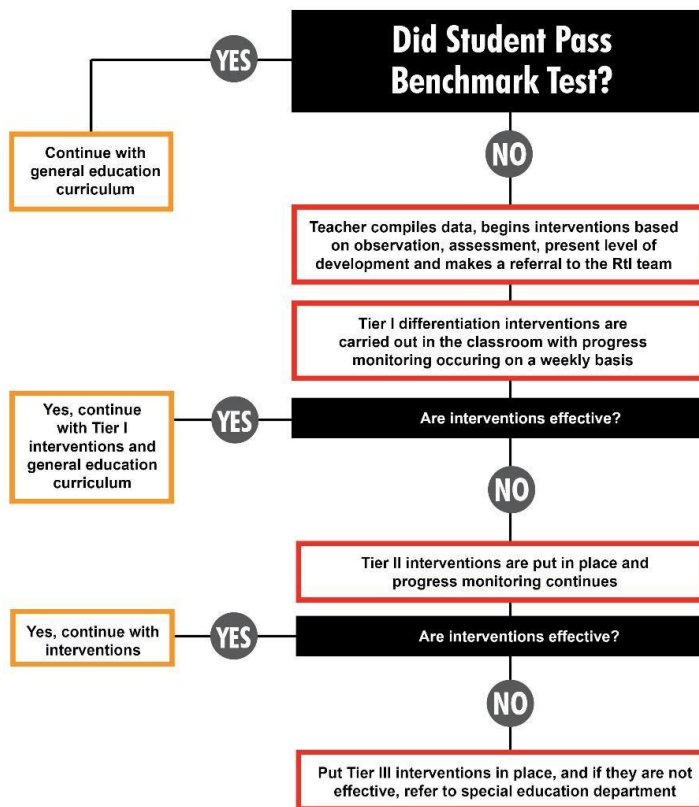 Did Student Pass
Benchmark Test?
YES
Continue with
general education
curriculum
NO
Teacher compiles data, begins interventions based
on observation, assessment, present level of
development and makes a referral to the RtI team
Tier I differentiation interventions are
carried out in the classroom with progress
monitoring occuring on a weekly basis
Are interventions effective?
YES
Yes, continue
with Tier I
interventions and
general education
curriculum
NO
Tier II interventions are put in place and
progress monitoring continues
Are interventions effective?
YES
Yes, continue with
interventions
NO
Put Tier III interventions in place, and if they are not
effective, refer to special education department